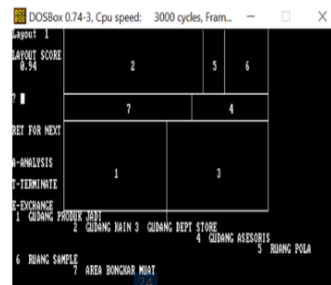 DOSBox 0.74-3, Cpu speed: 3000 cycles, Fram...
Layout 1
LAYOUT SCORE
0.94
2 5 6
?
7 4
RET FOR NEXT
A-ANALYSIS
1 3
T-TERMINATE
E-EXCHANGE
1 GUDANG PRODUK JADI
2 GUDANG KAIN 3 GUDANG DEPT STORE
4 GUDANG ASESORIS
5 RUANG POLA
6 RUANG SAMPLE
7 AREA BONGKAR MUAT
24